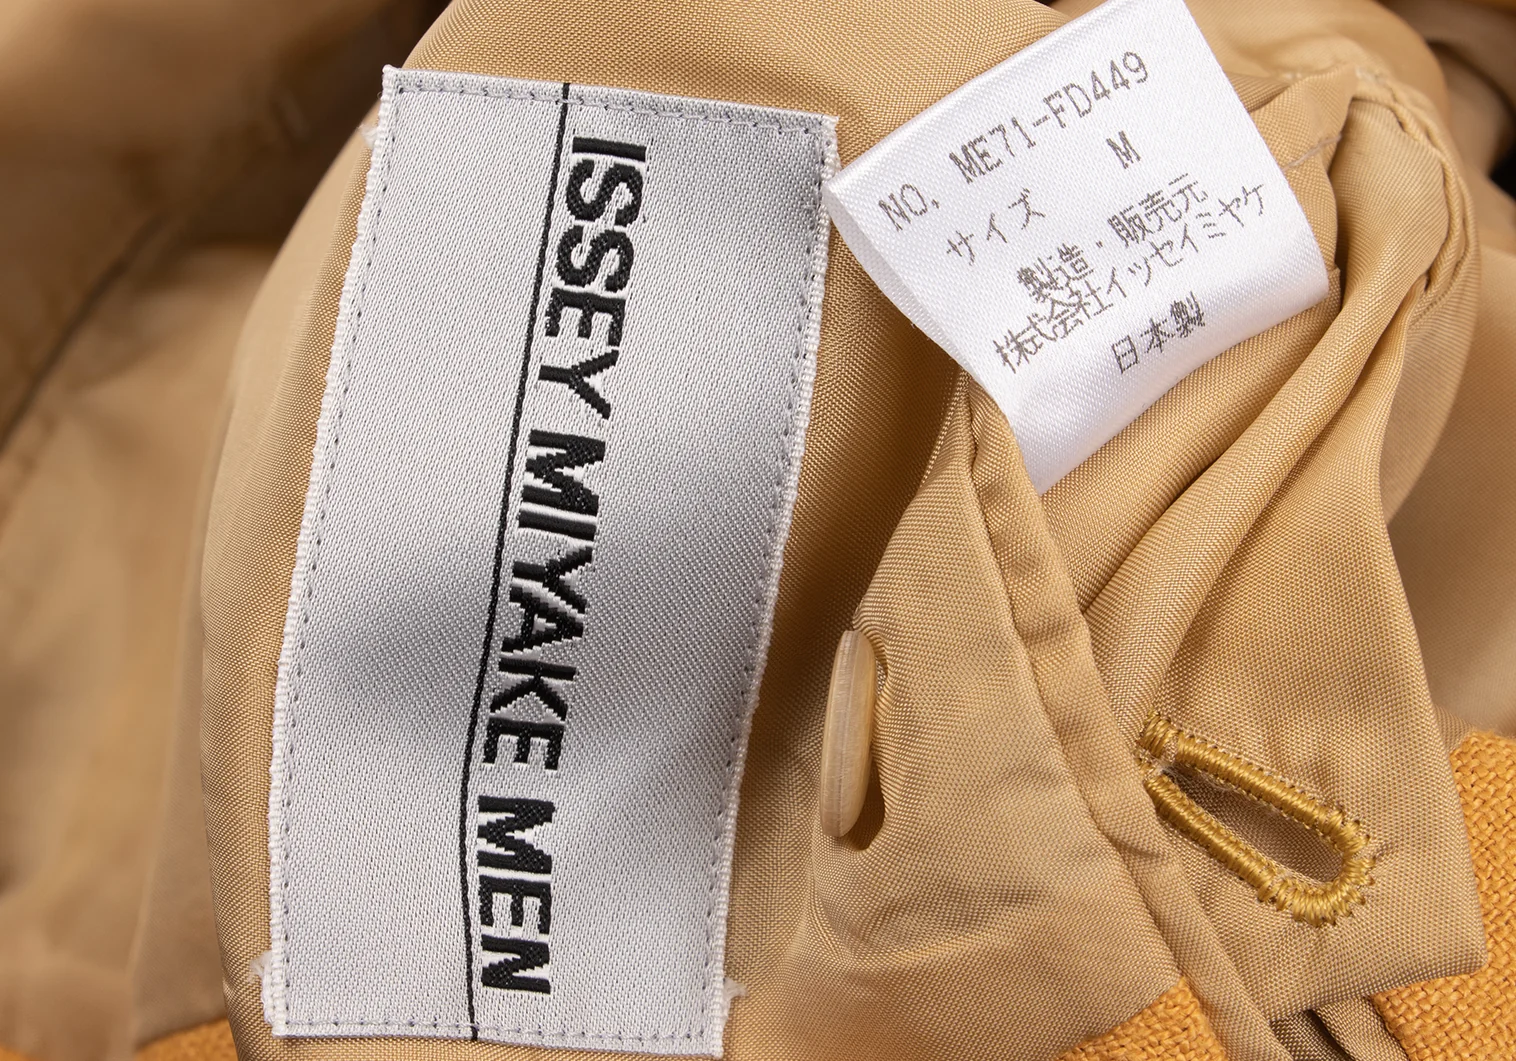 ISSEY MIYAKE MEN
NO. ME71-FD449
サイズ M
製造・販売元
株式会社イッセイミヤケ
日本製